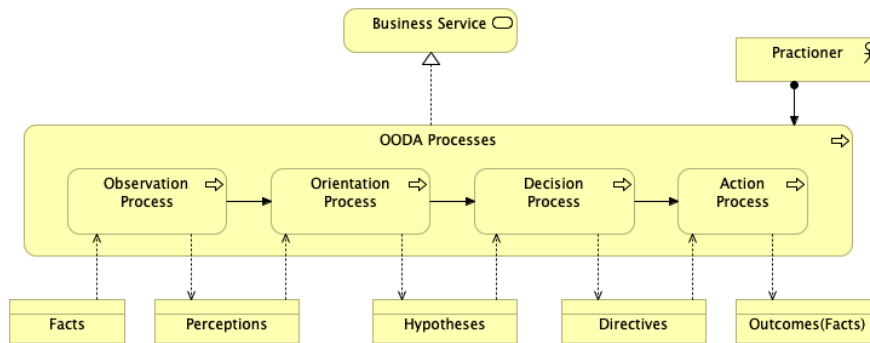 Business Service
Practioner
OODA Processes
Observation
Process
Orientation
Process
Decision
Process
Action
Process
Facts
Perceptions
Hypotheses
Directives
Outcomes(Facts)